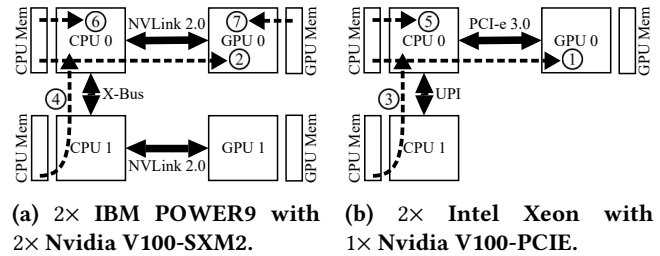 CPU Mem
⑥
CPU 0
NVLink 2.0
⑦
GPU 0
②
GPU Mem
④
X-Bus
CPU Mem
CPU 1
NVLink 2.0
GPU 1
GPU Mem
(a) 2× IBM POWER9 with
2× Nvidia V100-SXM2.
CPU Mem
⑤
CPU 0
PCI-e 3.0
GPU 0
①
GPU Mem
③
UPI
CPU Mem
CPU 1
(b) 2× Intel Xeon with
1× Nvidia V100-PCIE.